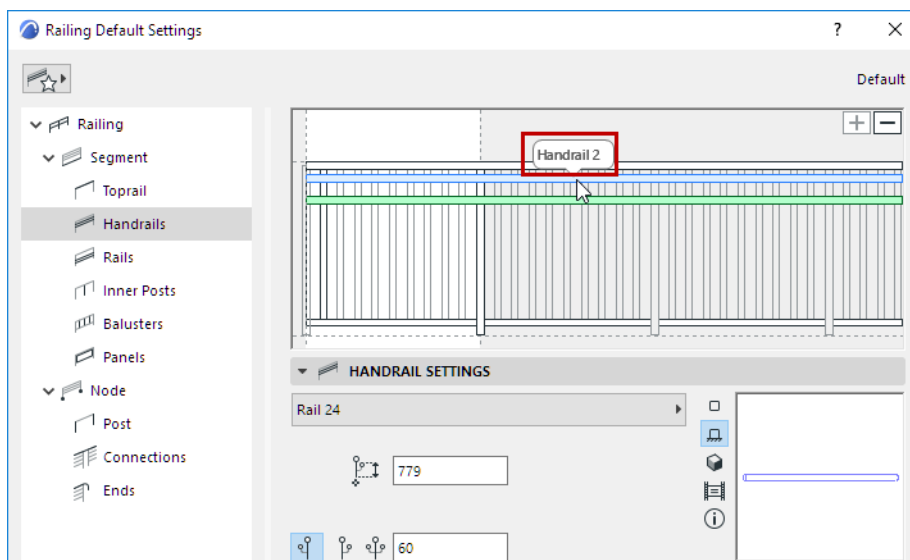 Railing Default Settings
?
Default
Railing
Segment
Toprail
Handrails
Rails
Inner Posts
Balusters
Panels
Node
Post
Connections
Ends
Handrail 2
HANDRAIL SETTINGS
Rail 24
779
60